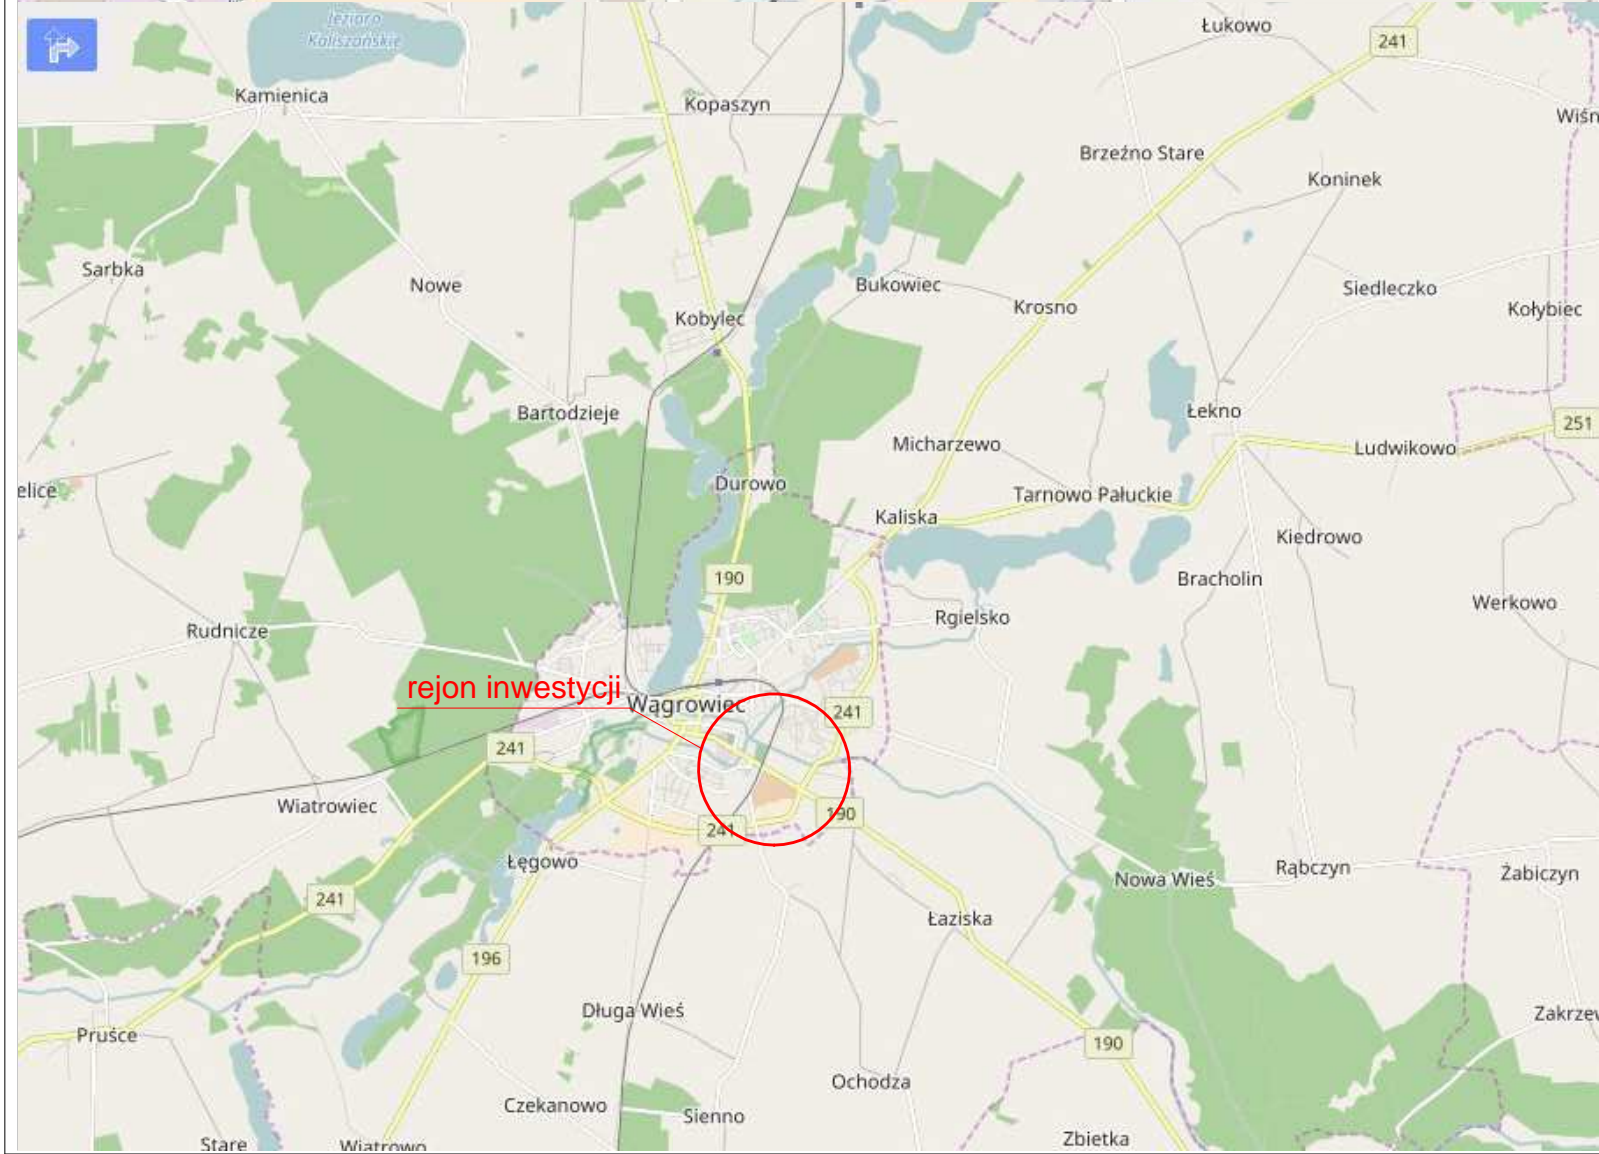 Jezioro
Kaliszańskie
Łukowo
241
Kamienica
Kopaszyn
Wiśn
Brzeźno Stare
Koninek
Sarbka
Nowe
Bukowiec
Siedleczko
Krosno
Kołybiec
Kobylec
Bartodzieje
Łekno
251
Micharzewo
Ludwikowo
Durowo
elice
Tarnowo Pałuckie
Kaliska
Kiedrowo
190
Bracholin
Werkowo
Rgielsko
Rudnicze
rejon inwestycji
Wągrowiec
241
241
Wiatrowiec
190
241
Łęgowo
Rąbczyn
Żabiczyn
Nowa Wieś
241
Łaziska
196
Długa Wieś
Zakrzew
Pruśce
190
Ochodza
Czekanowo
Sienno
Zbietka
Stare
Wiatrowo